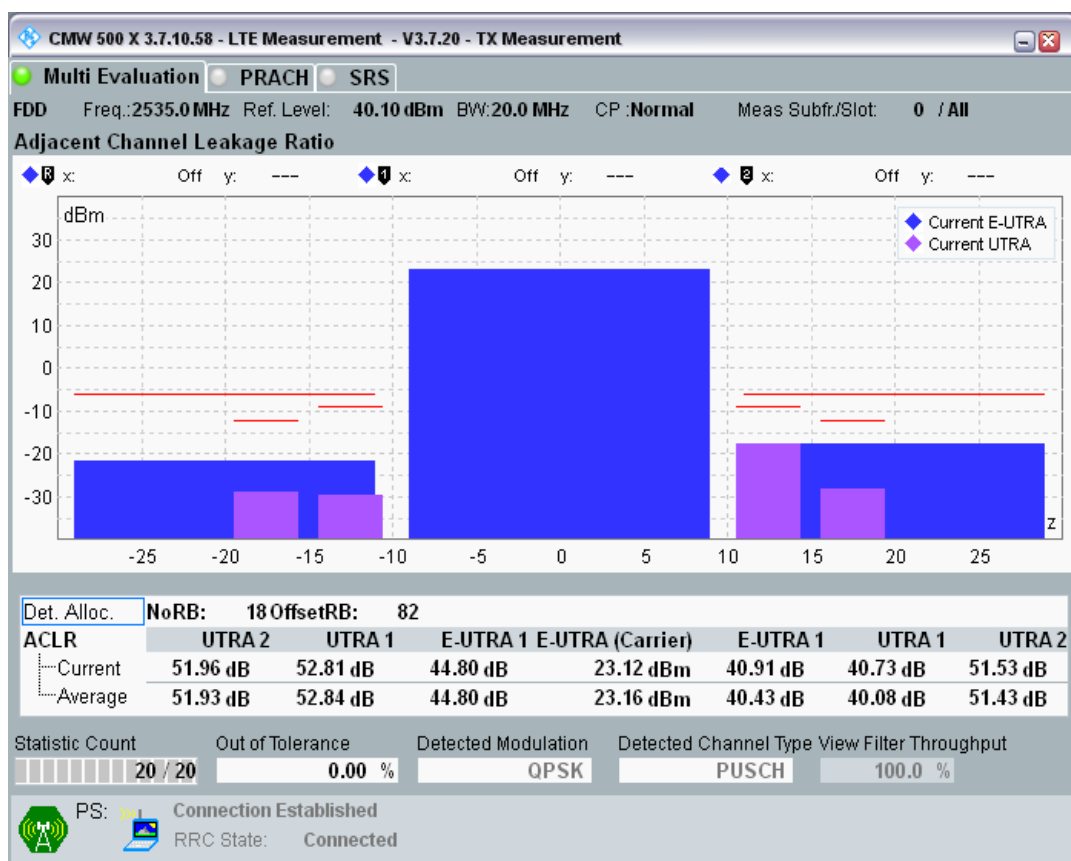 CMW 500 X 3.7.10.58 - LTE Measurement - V3.7.20 - TX Measurement
Multi Evaluation PRACH SRS
FDD Freq.:2535.0 MHz Ref. Level: 40.10 dBm BW:20.0 MHz CP :Normal Meas Subfr./Slot: 0 / All
Adjacent Channel Leakage Ratio
R x: Off y: --- 1 x: Off y: --- 2 x: Off y: ---
dBm
Current E-UTRA
Current UTRA
30
20
10
0
-10
-20
-30
z
-25 -20 -15 -10 -5 0 5 10 15 20 25
Det. Alloc. NoRB: 18 OffsetRB: 82
ACLR UTRA 2 UTRA 1 E-UTRA 1 E-UTRA (Carrier) E-UTRA 1 UTRA 1 UTRA 2
Current 51.96 dB 52.81 dB 44.80 dB 23.12 dBm 40.91 dB 40.73 dB 51.53 dB
Average 51.93 dB 52.84 dB 44.80 dB 23.16 dBm 40.43 dB 40.08 dB 51.43 dB
Statistic Count Out of Tolerance Detected Modulation Detected Channel Type View Filter Throughput
20 / 20 0.00 % QPSK PUSCH 100.0 %
PS: Connection Established
RRC State: Connected